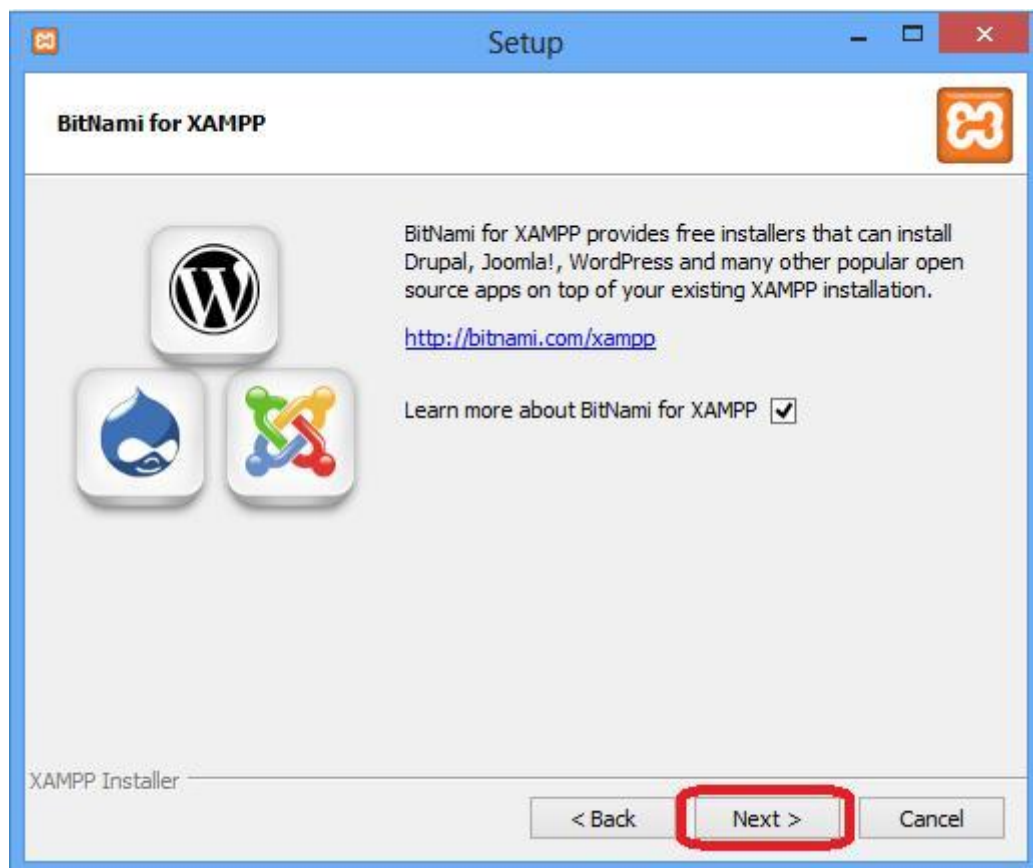 Setup
BitNami for XAMPP
BitNami for XAMPP provides free installers that can install
Drupal, Joomla!, WordPress and many other popular open
source apps on top of your existing XAMPP installation.
http://bitnami.com/xampp
Learn more about BitNami for XAMPP
XAMPP Installer
< Back Next > Cancel